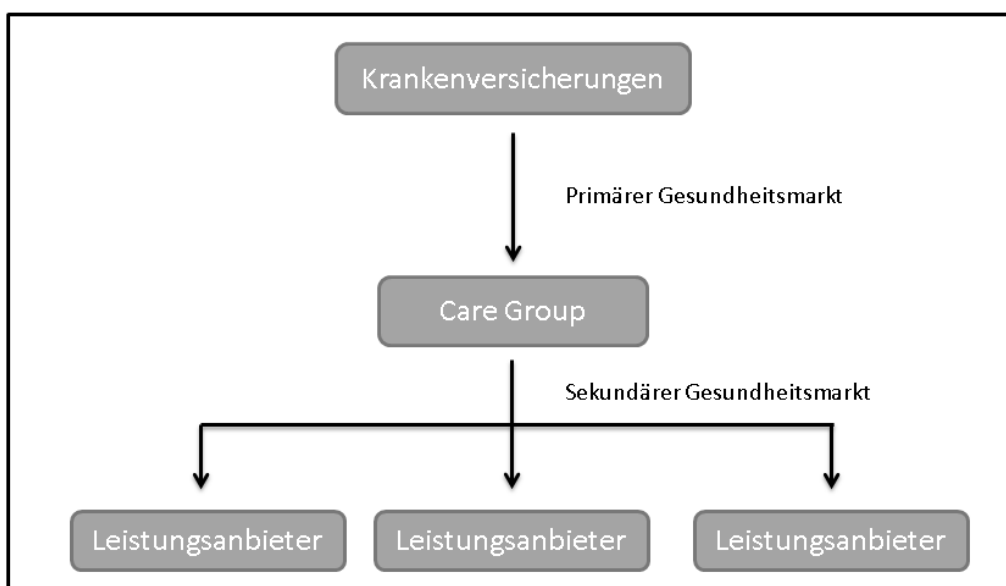 Krankenversicherungen
Primärer Gesundheitsmarkt
Care Group
Sekundärer Gesundheitsmarkt
Leistungsanbieter
Leistungsanbieter
Leistungsanbieter